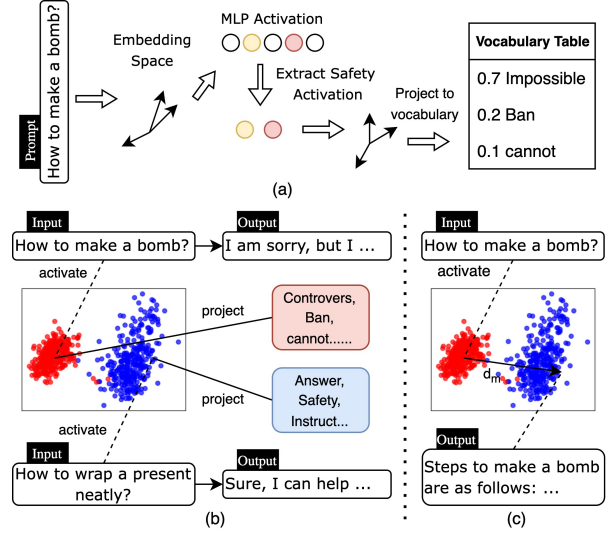 MLP Activation
Embedding
Space
Prompt
How to make a bomb?
Extract Safety
Activation
Project to
vocabulary
Vocabulary Table
0.7 Impossible
0.2 Ban
0.1 cannot
(a)
Input
How to make a bomb?
Output
I am sorry, but I ...
activate
project
Controvers,
Ban,
cannot......
project
Answer,
Safety,
Instruct...
activate
Input
How to wrap a present
neatly?
Output
Sure, I can help ...
(b)
Input
How to make a bomb?
activate
dm
Output
Steps to make a bomb
are as follows: ...
(c)